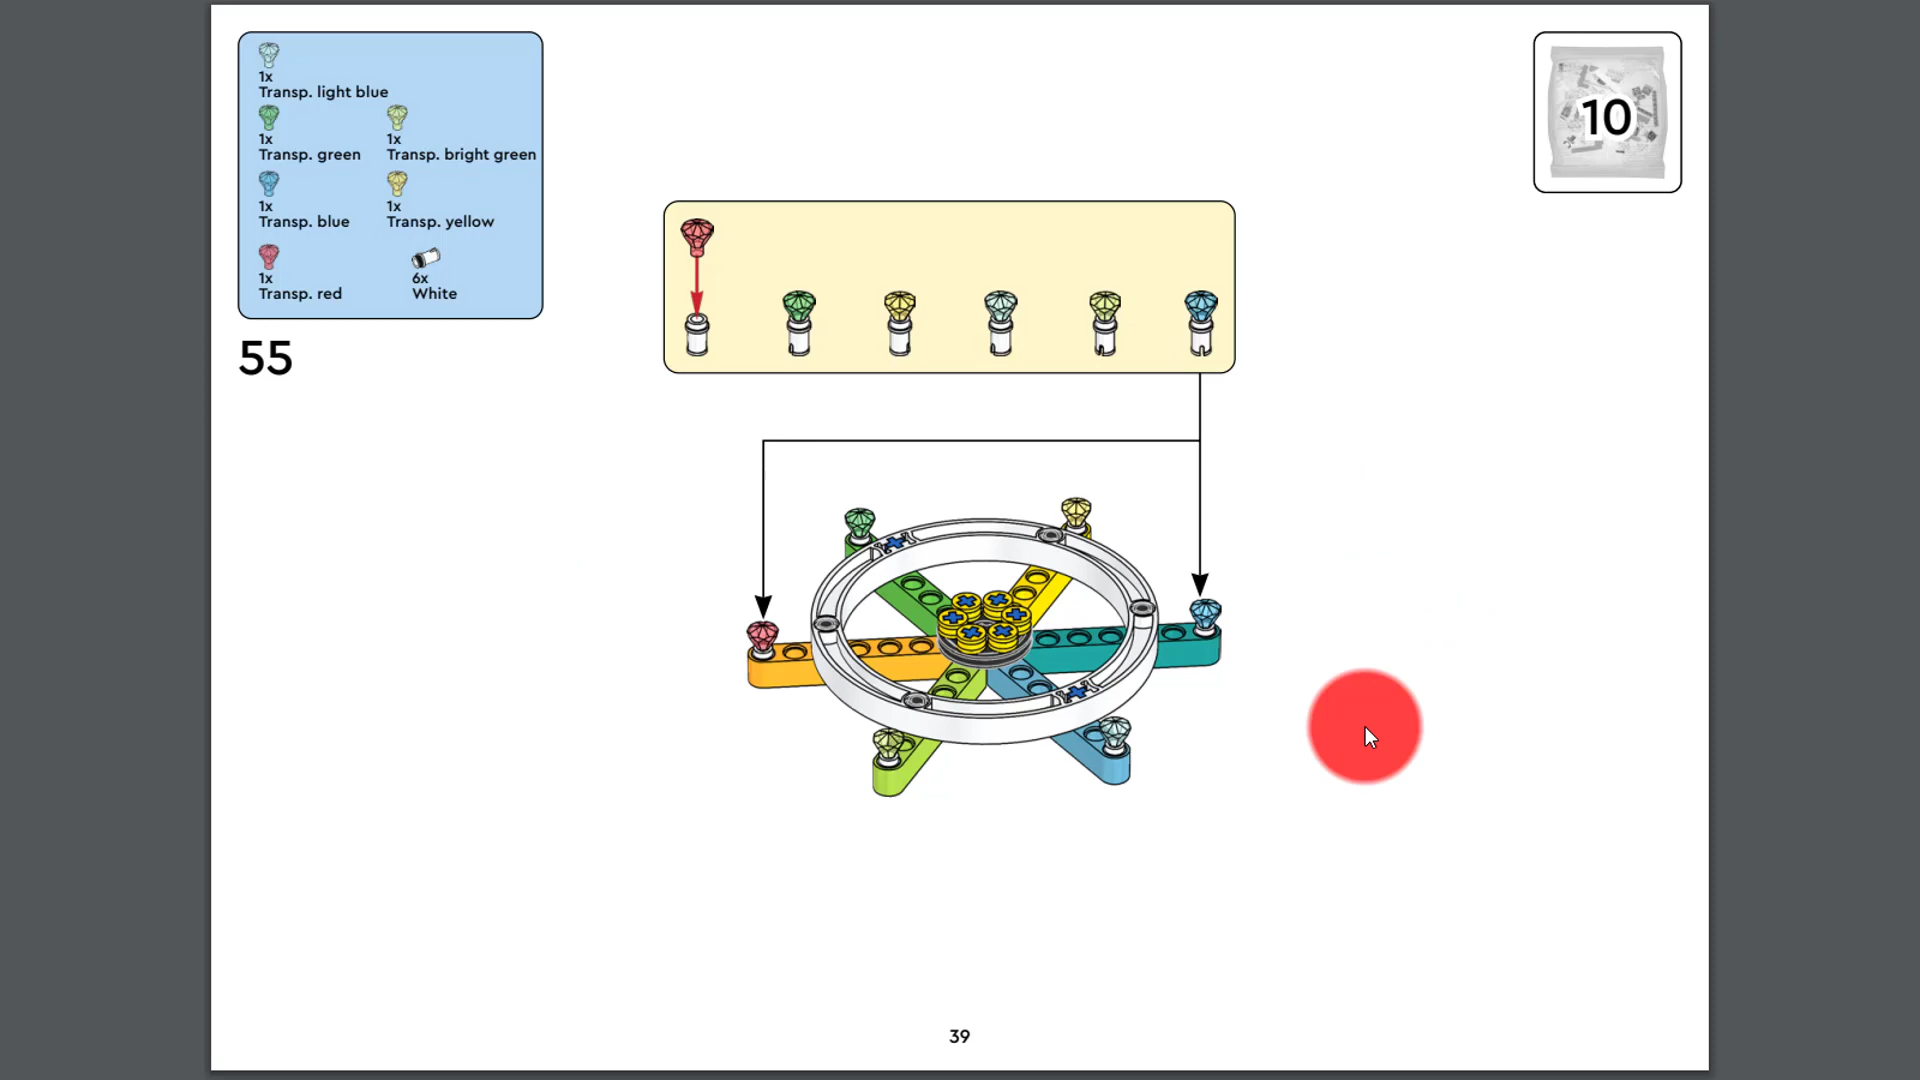 1x
Transp. light blue
1x
Transp. green
1x
Transp. bright green
1x
Transp. blue
1x
Transp. yellow
1x
Transp. red
6x
White
10
55
39